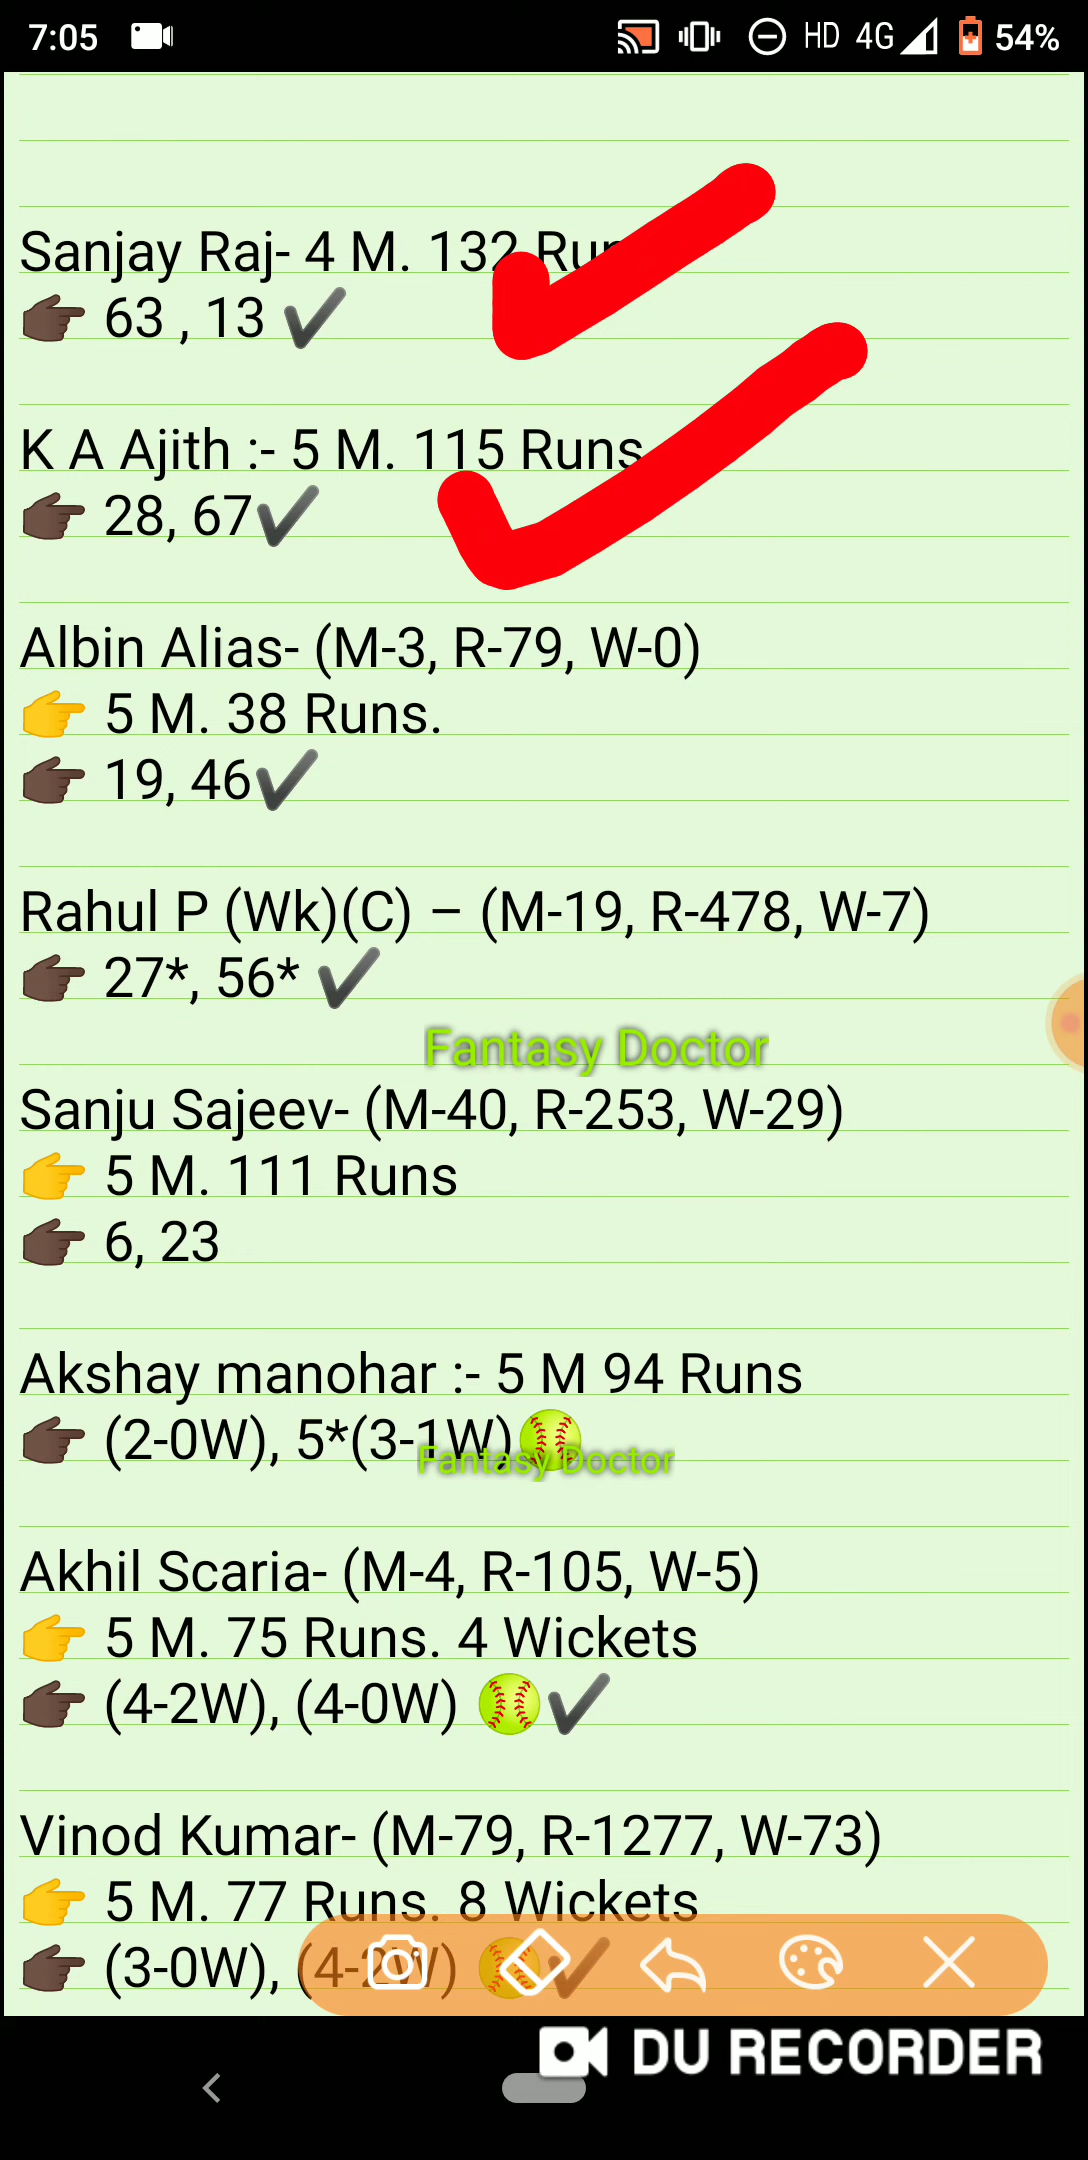 7:05 HD 4G 54%
Sanjay Raj- 4 M. 132
63 , 13
K A Ajith :- 5 M. 115 Runs
28, 67
Albin Alias- (M-3, R-79, W-0)
5 M. 38 Runs.
19, 46
Rahul P (Wk)(C) – (M-19, R-478, W-7)
27*, 56*
Fantasy Doctor
Sanju Sajeev- (M-40, R-253, W-29)
5 M. 111 Runs
6, 23
Akshay manohar :- 5 M 94 Runs
(2-0W), 5*(3-1W)
Fantasy Doctor
Akhil Scaria- (M-4, R-105, W-5)
5 M. 75 Runs. 4 Wickets
(4-2W), (4-0W)
Vinod Kumar- (M-79, R-1277, W-73)
5 M. 77 Runs. 8 Wickets
(3-0W), (4-2W)
DU RECORDER